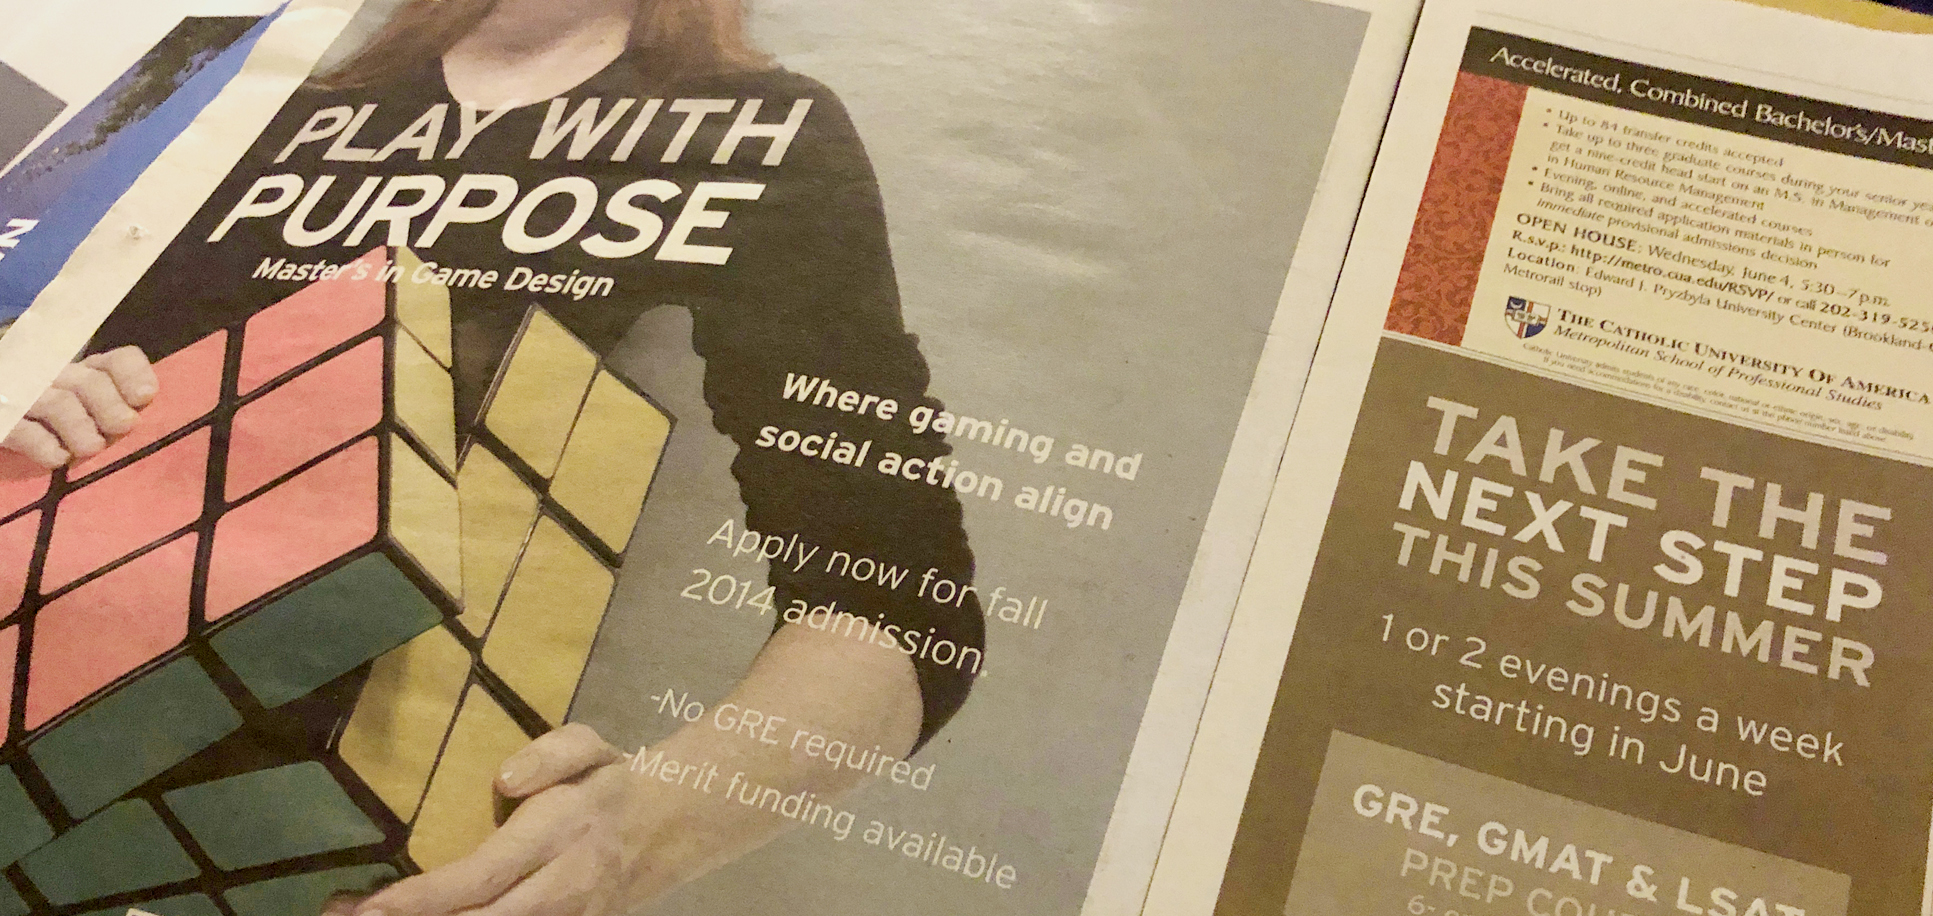 PLAY WITH
PURPOSE
Master's in Game Design
Where gaming and
social action align
Apply now for fall
2014 admission.
-No GRE required
-Merit funding available
Accelerated, Combined Bachelor's/Mast
• Up to 84 transfer credits accepted
• Take up to three graduate courses during your senior yea
get a nine-credit head start on an M.S. in Management o
in Human Resource Management
• Evening, online, and accelerated courses
• Bring all required application materials in person for
immediate provisional admissions decision
OPEN HOUSE: Wednesday, June 4, 5:30–7 p.m.
R.s.v.p.: http://metro.cua.edu/RSVP/ or call 202-319-525
Location: Edward J. Pryzbyla University Center (Brookland-
Metrorail stop)
THE CATHOLIC UNIVERSITY OF AMERICA
Metropolitan School of Professional Studies
TAKE THE
NEXT STEP
THIS SUMMER
1 or 2 evenings a week
starting in June
GRE, GMAT & LSAT
PREP COU